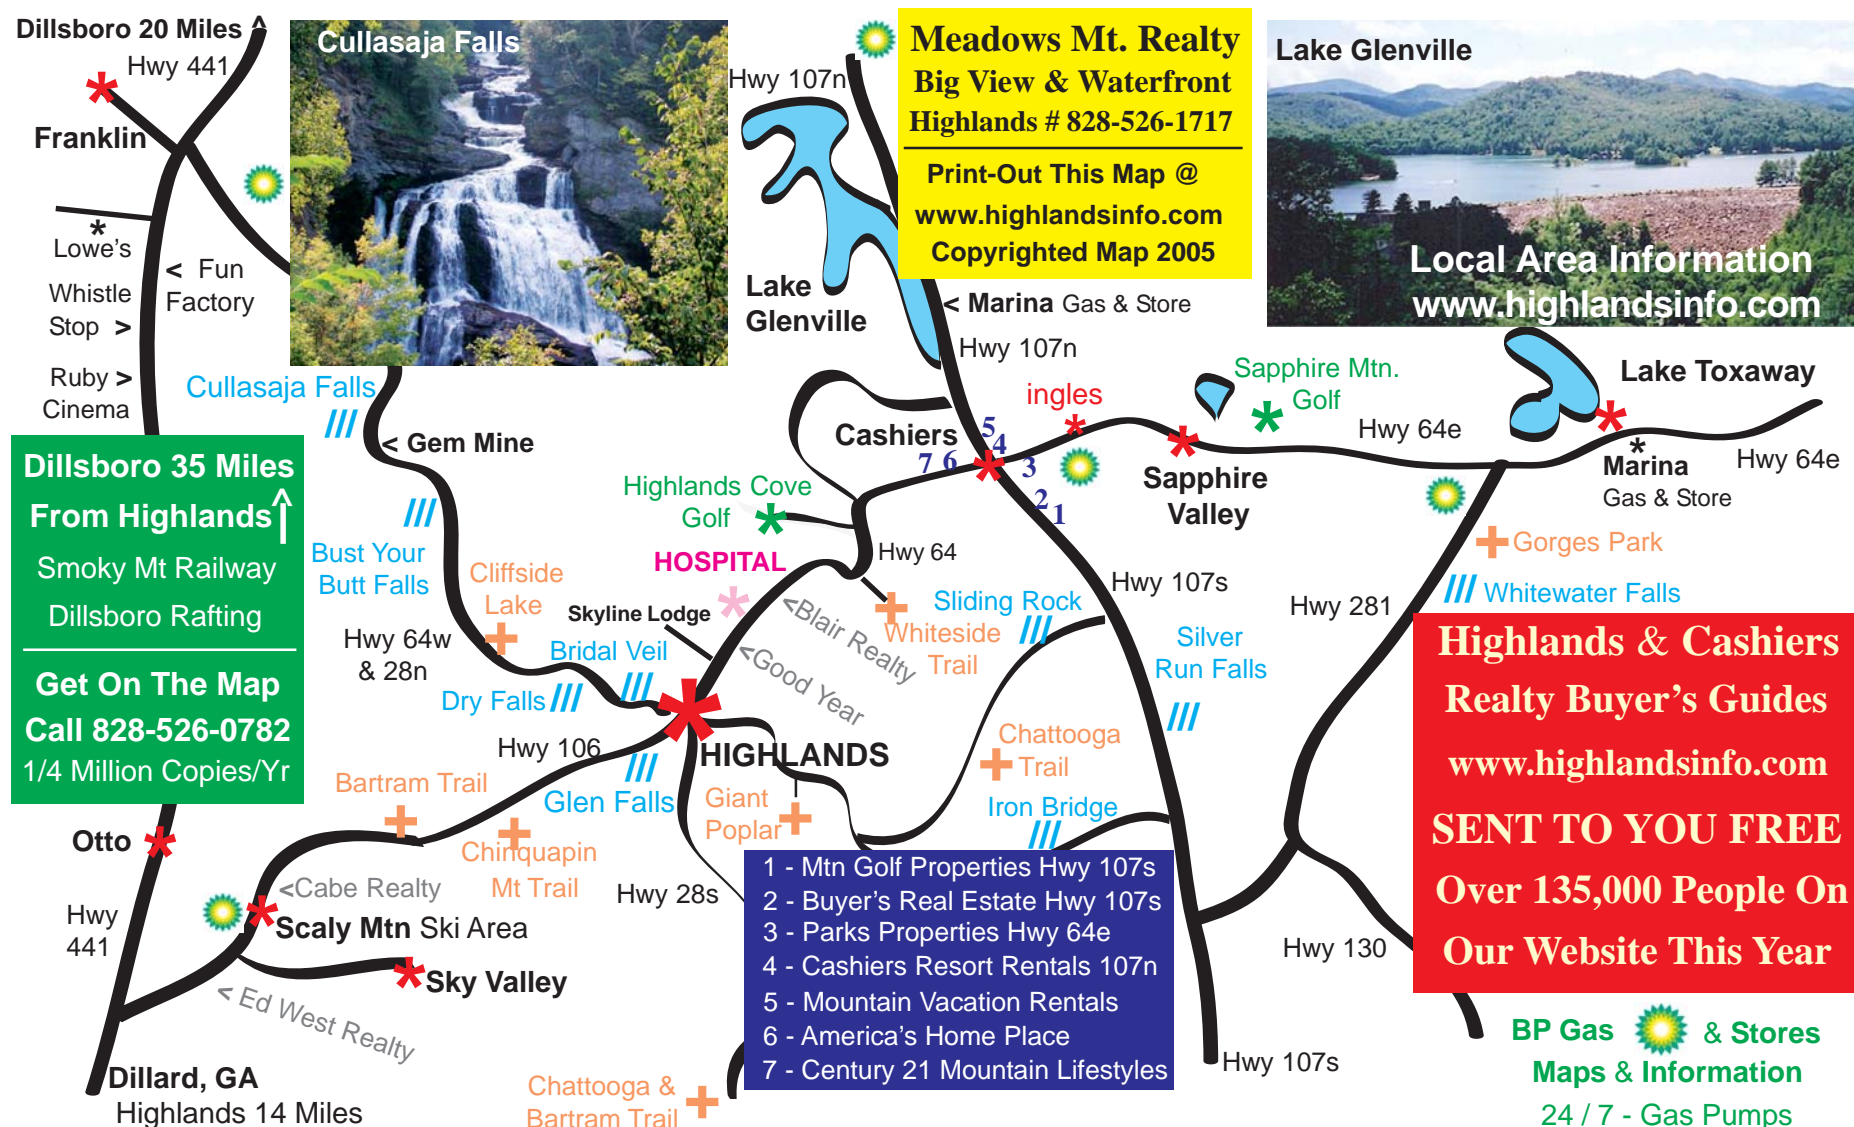 Dillsboro 20 Miles ^
Hwy 441
Franklin
*
Lowe's
< Fun
Factory
Whistle
Stop >
Ruby >
Cinema
Cullasaja Falls
Hwy 107n
Meadows Mt. Realty
Big View & Waterfront
Highlands # 828-526-1717
Print-Out This Map @
www.highlandsinfo.com
Copyrighted Map 2005
Lake Glenville
Local Area Information
www.highlandsinfo.com
Lake
Glenville
< Marina Gas & Store
Hwy 107n
Cullasaja Falls
< Gem Mine
ingles
Sapphire Mtn.
Golf
Lake Toxaway
Hwy 64e
Marina
Gas & Store
Hwy 64e
Cashiers
5
4
7 6
3
2
1
Sapphire
Valley
Dillsboro 35 Miles
From Highlands
Smoky Mt Railway
Dillsboro Rafting
Get On The Map
Call 828-526-0782
1/4 Million Copies/Yr
Highlands Cove
Golf
HOSPITAL
Hwy 64
Bust Your
Butt Falls
Cliffside
Lake
Skyline Lodge
<Blair Realty
<Good Year
Whiteside
Trail
Sliding Rock
Hwy 107s
Silver
Run Falls
Hwy 281
Gorges Park
Whitewater Falls
Hwy 64w
& 28n
Bridal Veil
Dry Falls
Hwy 106
HIGHLANDS
Glen Falls
Giant
Poplar
Chattooga
Trail
Iron Bridge
Bartram Trail
Chinquapin
Mt Trail
Otto
<Cabe Realty
Hwy 28s
Hwy
441
Scaly Mtn Ski Area
Sky Valley
< Ed West Realty
Dillard, GA
Highlands 14 Miles
Chattooga &
Bartram Trail
1 - Mtn Golf Properties Hwy 107s
2 - Buyer's Real Estate Hwy 107s
3 - Parks Properties Hwy 64e
4 - Cashiers Resort Rentals 107n
5 - Mountain Vacation Rentals
6 - America's Home Place
7 - Century 21 Mountain Lifestyles
Hwy 107s
Hwy 130
Highlands & Cashiers
Realty Buyer's Guides
www.highlandsinfo.com
SENT TO YOU FREE
Over 135,000 People On
Our Website This Year
BP Gas & Stores
Maps & Information
24 / 7 - Gas Pumps